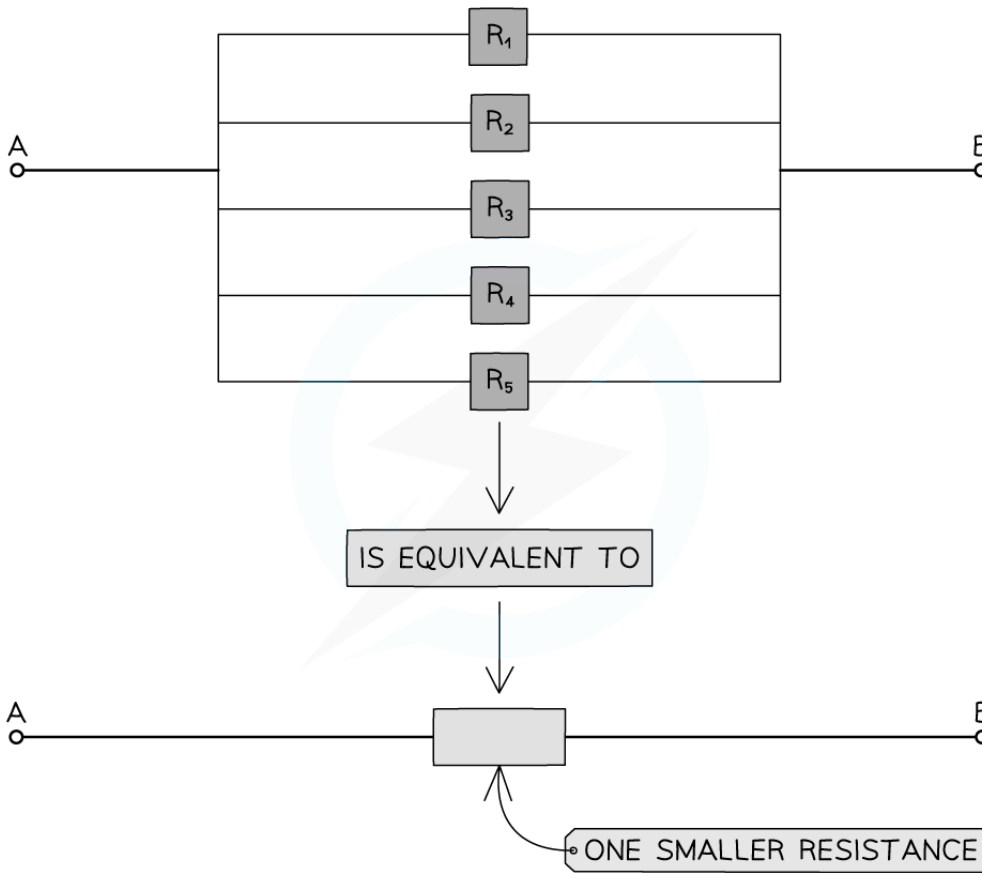 R₁
A
R₂
R₃
R₄
R₅
IS EQUIVALENT TO
A
ONE SMALLER RESISTANCE